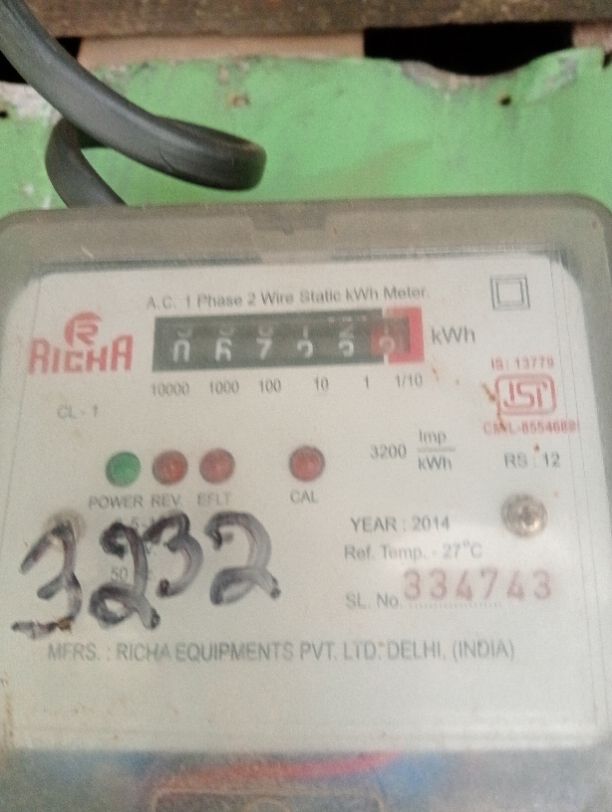 A.C. 1 Phase 2 Wire Static kWh Meter.
RICHA
kWh
10000 1000 100 10 1 1/10
IS: 13779
ISI
CL - 1
3200 Imp/kWh
RS : 12
POWER REV. EFLT CAL
3232
YEAR : 2014
Ref. Temp. - 27°C
SL. No. 334743
MFRS. : RICHA EQUIPMENTS PVT. LTD. DELHI, (INDIA)